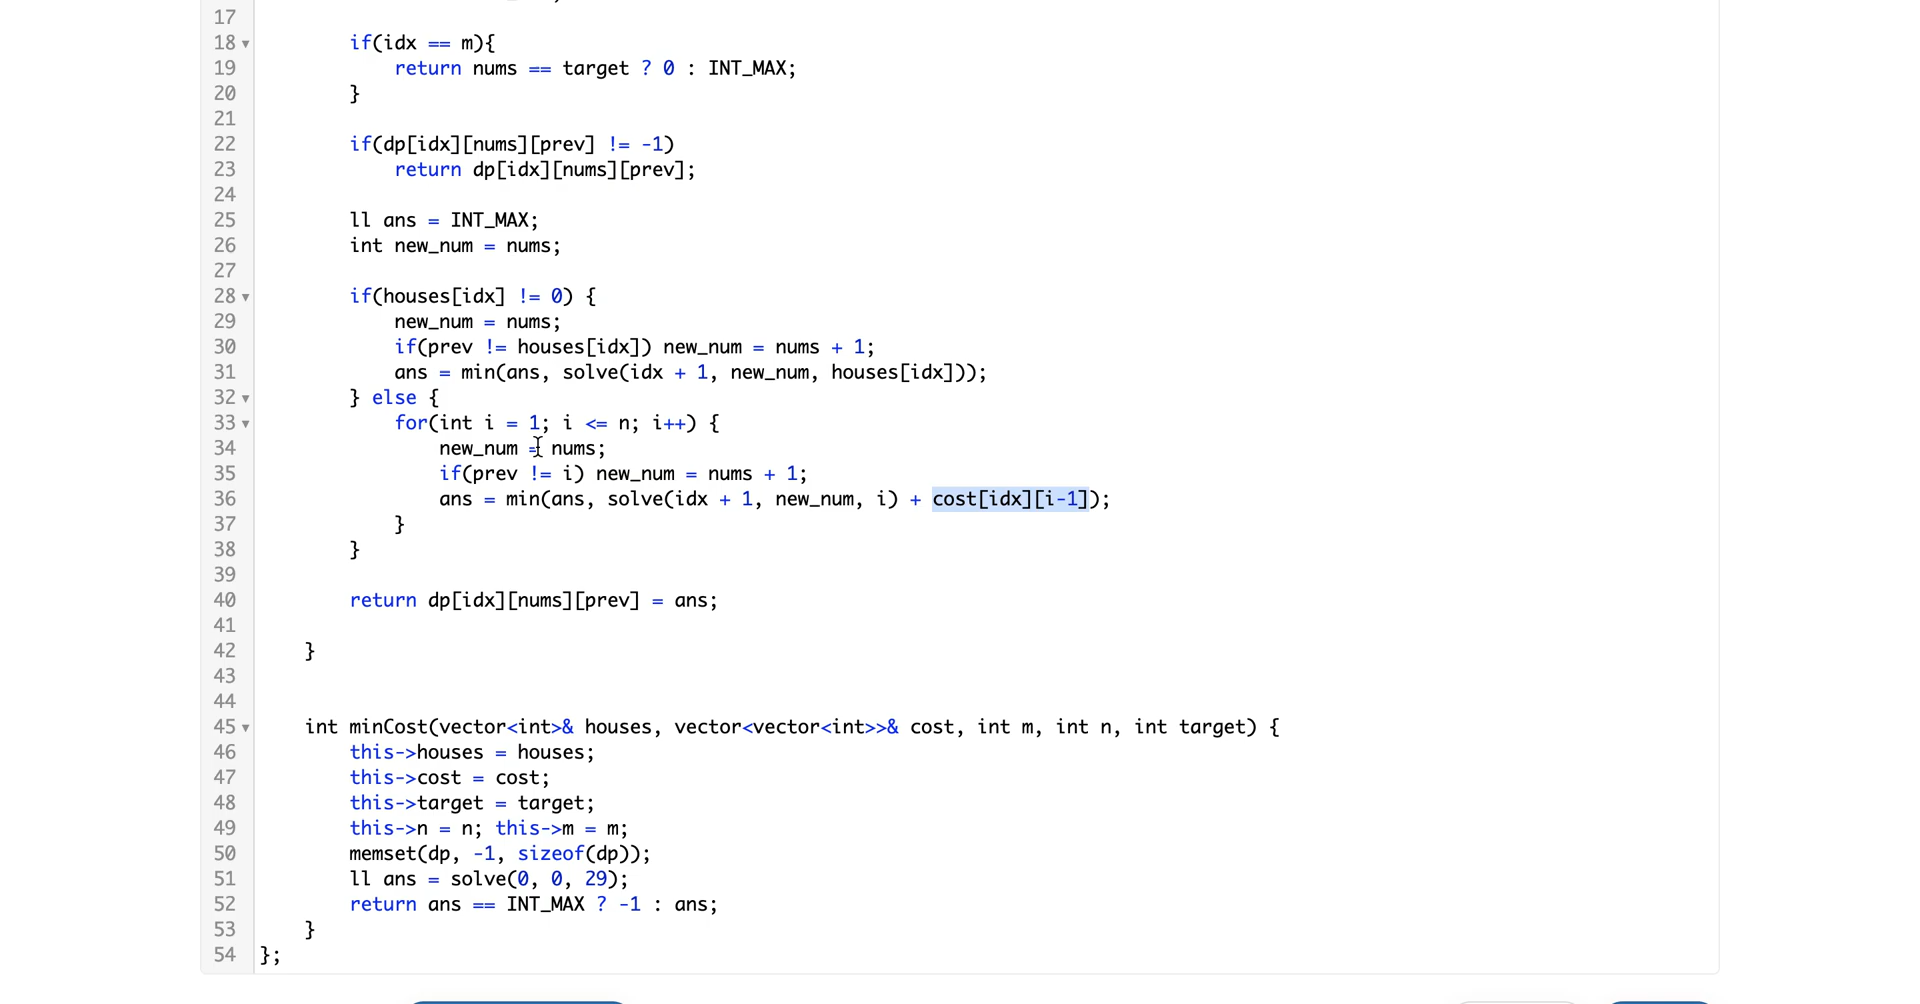 17
18 if(idx == m){
19 return nums == target ? 0 : INT_MAX;
20 }
21
22 if(dp[idx][nums][prev] != -1)
23 return dp[idx][nums][prev];
24
25 ll ans = INT_MAX;
26 int new_num = nums;
27
28 if(houses[idx] != 0) {
29 new_num = nums;
30 if(prev != houses[idx]) new_num = nums + 1;
31 ans = min(ans, solve(idx + 1, new_num, houses[idx]));
32 } else {
33 for(int i = 1; i <= n; i++) {
34 new_num = nums;
35 if(prev != i) new_num = nums + 1;
36 ans = min(ans, solve(idx + 1, new_num, i) + cost[idx][i-1]);
37 }
38 }
39
40 return dp[idx][nums][prev] = ans;
41
42 }
43
44
45 int minCost(vector<int>& houses, vector<vector<int>>& cost, int m, int n, int target) {
46 this->houses = houses;
47 this->cost = cost;
48 this->target = target;
49 this->n = n; this->m = m;
50 memset(dp, -1, sizeof(dp));
51 ll ans = solve(0, 0, 29);
52 return ans == INT_MAX ? -1 : ans;
53 }
54 };